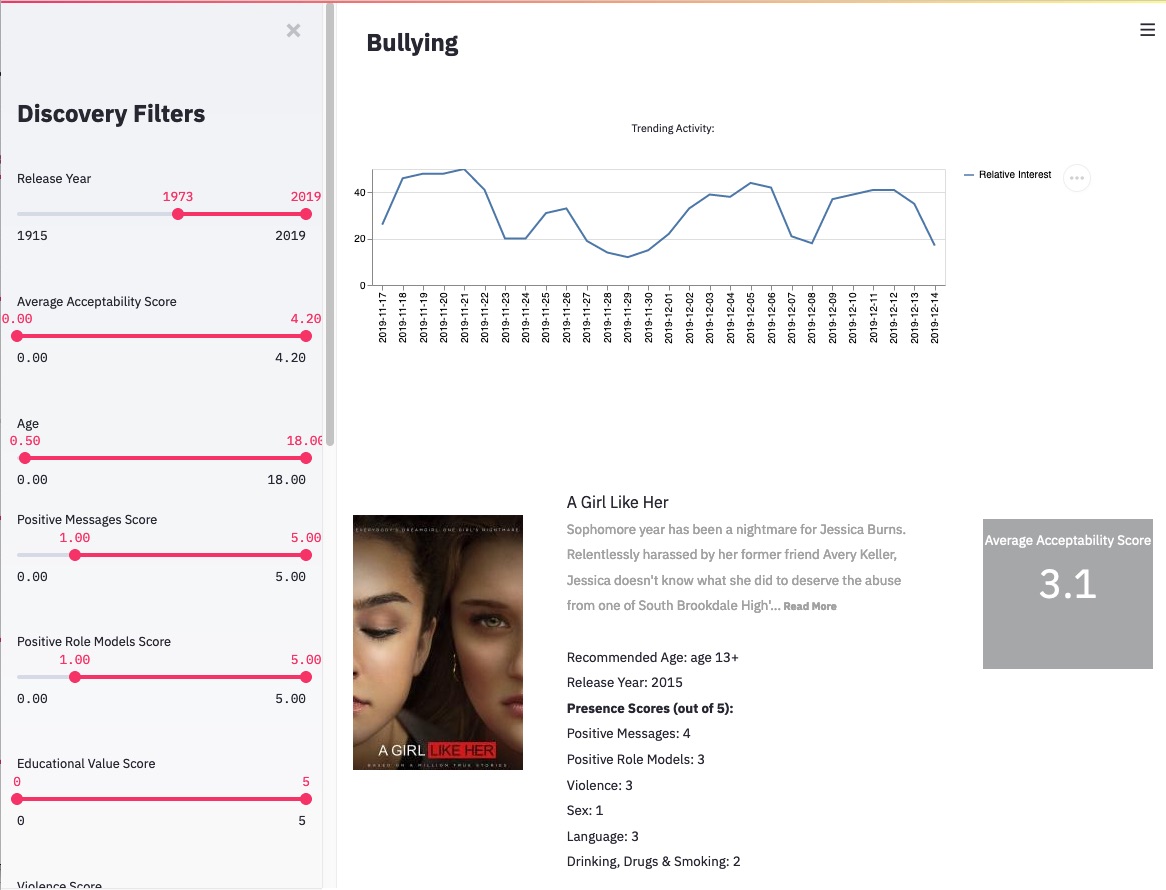 ×
Discovery Filters
Release Year
1973 2019
1915 2019
Average Acceptability Score
0.00 4.20
0.00 4.20
Age
0.50 18.00
0.00 18.00
Positive Messages Score
1.00 5.00
0.00 5.00
Positive Role Models Score
1.00 5.00
0.00 5.00
Educational Value Score
0 5
0 5
Violence Score
Bullying
Trending Activity:
40
20
0
2019-11-17
2019-11-18
2019-11-19
2019-11-20
2019-11-21
2019-11-22
2019-11-23
2019-11-24
2019-11-25
2019-11-26
2019-11-27
2019-11-28
2019-11-29
2019-11-30
2019-12-01
2019-12-02
2019-12-03
2019-12-04
2019-12-05
2019-12-06
2019-12-07
2019-12-08
2019-12-09
2019-12-10
2019-12-11
2019-12-12
2019-12-13
2019-12-14
Relative Interest
EVERYBODY'S DREAMGIRL. ONE GIRL'S NIGHTMARE
A GIRL LIKE HER
BASED ON A MILLION TRUE STORIES
A Girl Like Her
Sophomore year has been a nightmare for Jessica Burns.
Relentlessly harassed by her former friend Avery Keller,
Jessica doesn't know what she did to deserve the abuse
from one of South Brookdale High'... Read More
Recommended Age: age 13+
Release Year: 2015
Presence Scores (out of 5):
Positive Messages: 4
Positive Role Models: 3
Violence: 3
Sex: 1
Language: 3
Drinking, Drugs & Smoking: 2
Average Acceptability Score
3.1